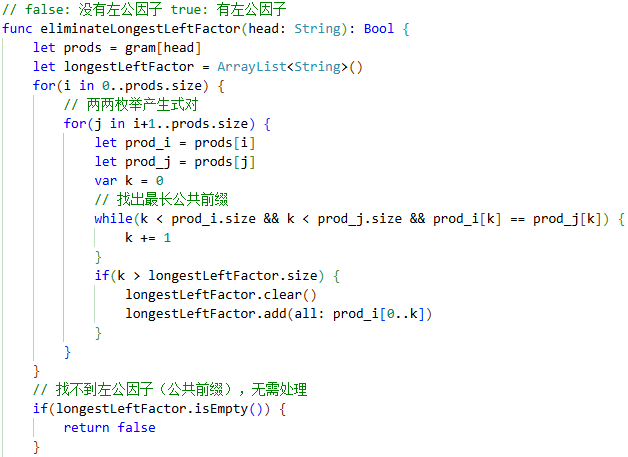 // false: 没有左公因子 true: 有左公因子
func eliminateLongestLeftFactor(head: String): Bool {
    let prods = gram[head]
    let longestLeftFactor = ArrayList<String>()
    for(i in 0..prods.size) {
        // 两两枚举产生式对
        for(j in i+1..prods.size) {
            let prod_i = prods[i]
            let prod_j = prods[j]
            var k = 0
            // 找出最长公共前缀
            while(k < prod_i.size && k < prod_j.size && prod_i[k] == prod_j[k]) {
                k += 1
            }
            if(k > longestLeftFactor.size) {
                longestLeftFactor.clear()
                longestLeftFactor.add(all: prod_i[0..k])
            }
        }
    }
    // 找不到左公因子（公共前缀），无需处理
    if(longestLeftFactor.isEmpty()) {
        return false
    }